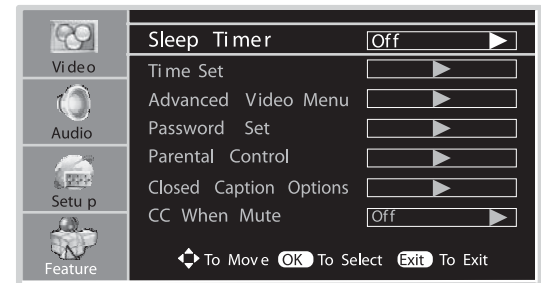 Video
Audio
Setup
Feature
Sleep Timer Off
Time Set
Advanced Video Menu
Password Set
Parental Control
Closed Caption Options
CC When Mute Off
To Move OK To Select Exit To Exit